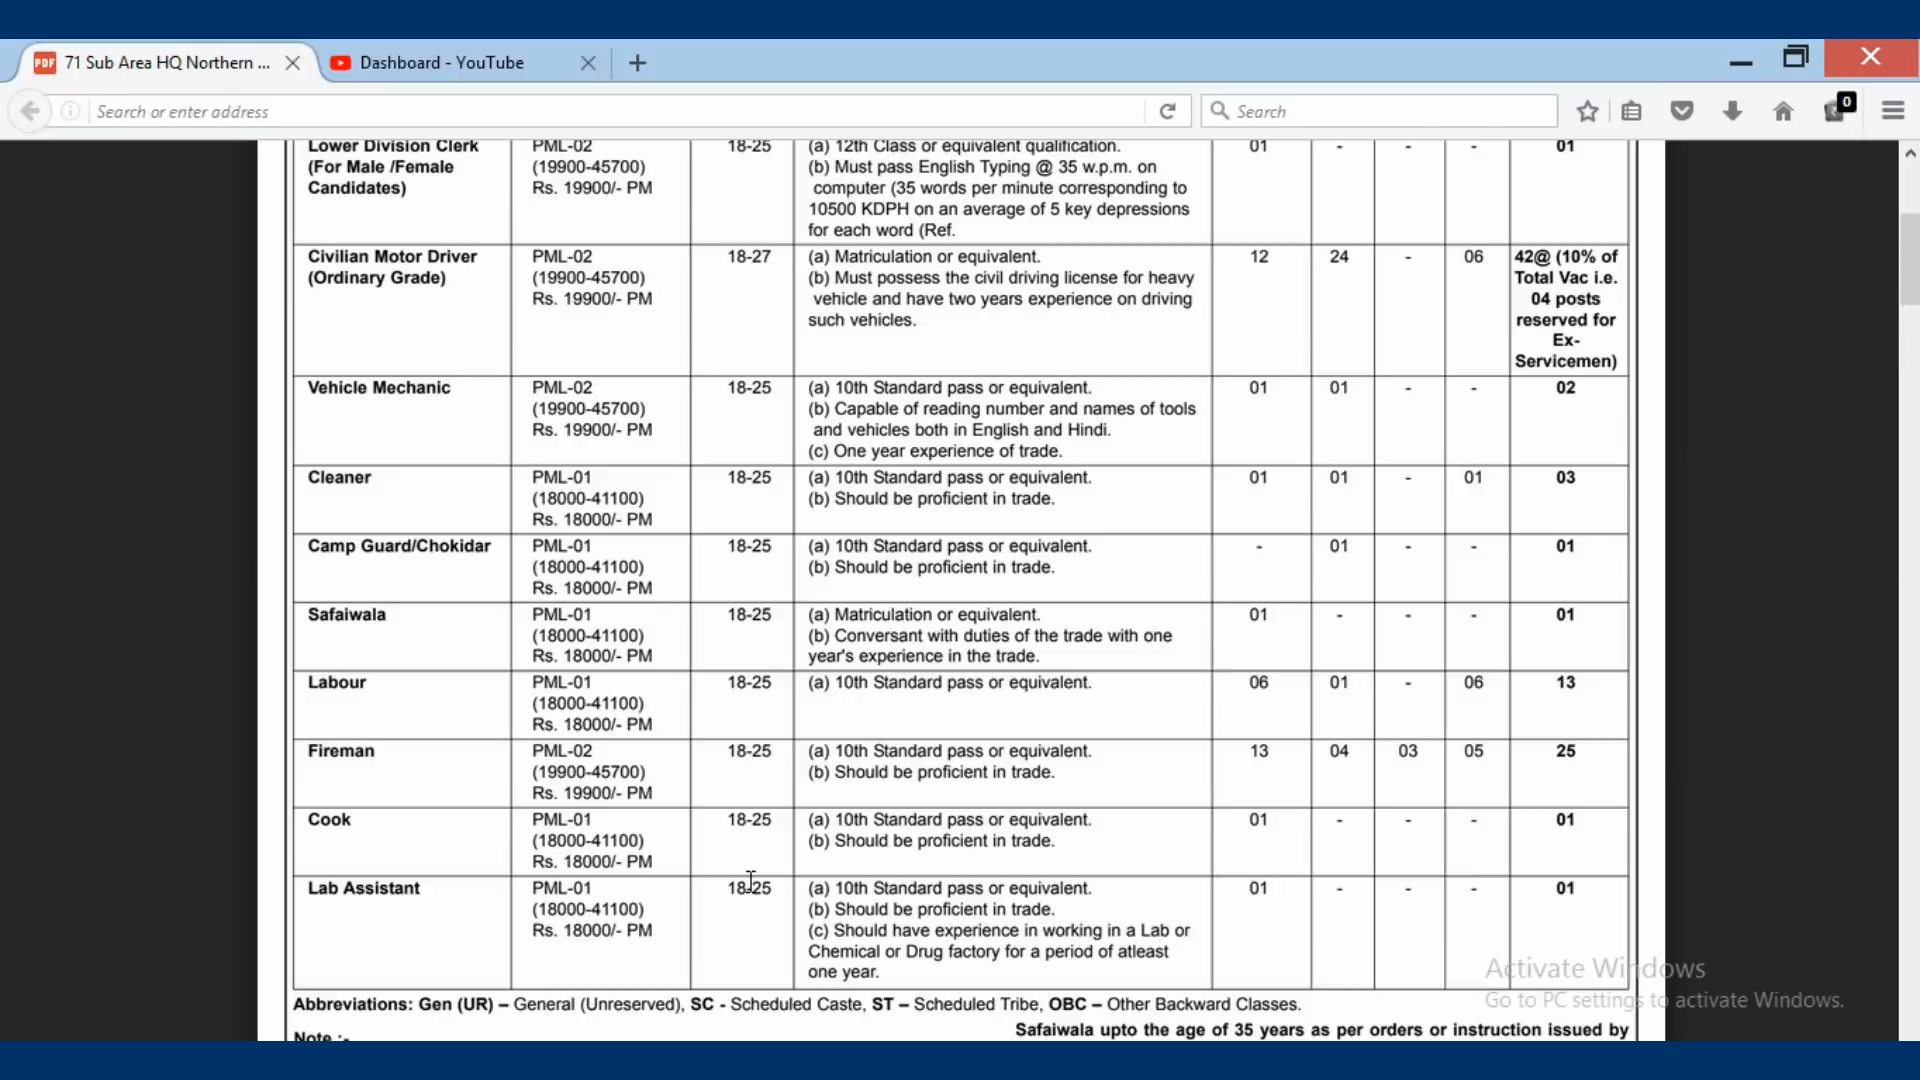 71 Sub Area HQ Northern ...
Dashboard - YouTube
Search or enter address
Search
0
Lower Division Clerk (For Male /Female Candidates)
PML-02 (19900-45700) Rs. 19900/- PM
18-25
(a) 12th Class or equivalent qualification.
(b) Must pass English Typing @ 35 w.p.m. on
computer (35 words per minute corresponding to
10500 KDPH on an average of 5 key depressions
for each word (Ref.
01 - - - 01
Civilian Motor Driver (Ordinary Grade)
PML-02 (19900-45700) Rs. 19900/- PM
18-27
(a) Matriculation or equivalent.
(b) Must possess the civil driving license for heavy
vehicle and have two years experience on driving
such vehicles.
12 24 - 06
42@ (10% of
Total Vac i.e.
04 posts
reserved for
Ex-
Servicemen)
Vehicle Mechanic
PML-02 (19900-45700) Rs. 19900/- PM
18-25
(a) 10th Standard pass or equivalent.
(b) Capable of reading number and names of tools
and vehicles both in English and Hindi.
(c) One year experience of trade.
01 01 - - 02
Cleaner
PML-01 (18000-41100) Rs. 18000/- PM
18-25
(a) 10th Standard pass or equivalent.
(b) Should be proficient in trade.
01 01 - 01 03
Camp Guard/Chokidar
PML-01 (18000-41100) Rs. 18000/- PM
18-25
(a) 10th Standard pass or equivalent.
(b) Should be proficient in trade.
- 01 - - 01
Safaiwala
PML-01 (18000-41100) Rs. 18000/- PM
18-25
(a) Matriculation or equivalent.
(b) Conversant with duties of the trade with one
year's experience in the trade.
01 - - - 01
Labour
PML-01 (18000-41100) Rs. 18000/- PM
18-25
(a) 10th Standard pass or equivalent.
06 01 - 06 13
Fireman
PML-02 (19900-45700) Rs. 19900/- PM
18-25
(a) 10th Standard pass or equivalent.
(b) Should be proficient in trade.
13 04 03 05 25
Cook
PML-01 (18000-41100) Rs. 18000/- PM
18-25
(a) 10th Standard pass or equivalent.
(b) Should be proficient in trade.
01 - - - 01
Lab Assistant
PML-01 (18000-41100) Rs. 18000/- PM
18-25
(a) 10th Standard pass or equivalent.
(b) Should be proficient in trade.
(c) Should have experience in working in a Lab or
Chemical or Drug factory for a period of atleast
one year.
01 - - - 01
Abbreviations: Gen (UR) – General (Unreserved), SC - Scheduled Caste, ST – Scheduled Tribe, OBC – Other Backward Classes.
Note :-
Safaiwala upto the age of 35 years as per orders or instruction issued by
Activate Windows
Go to PC settings to activate Windows.